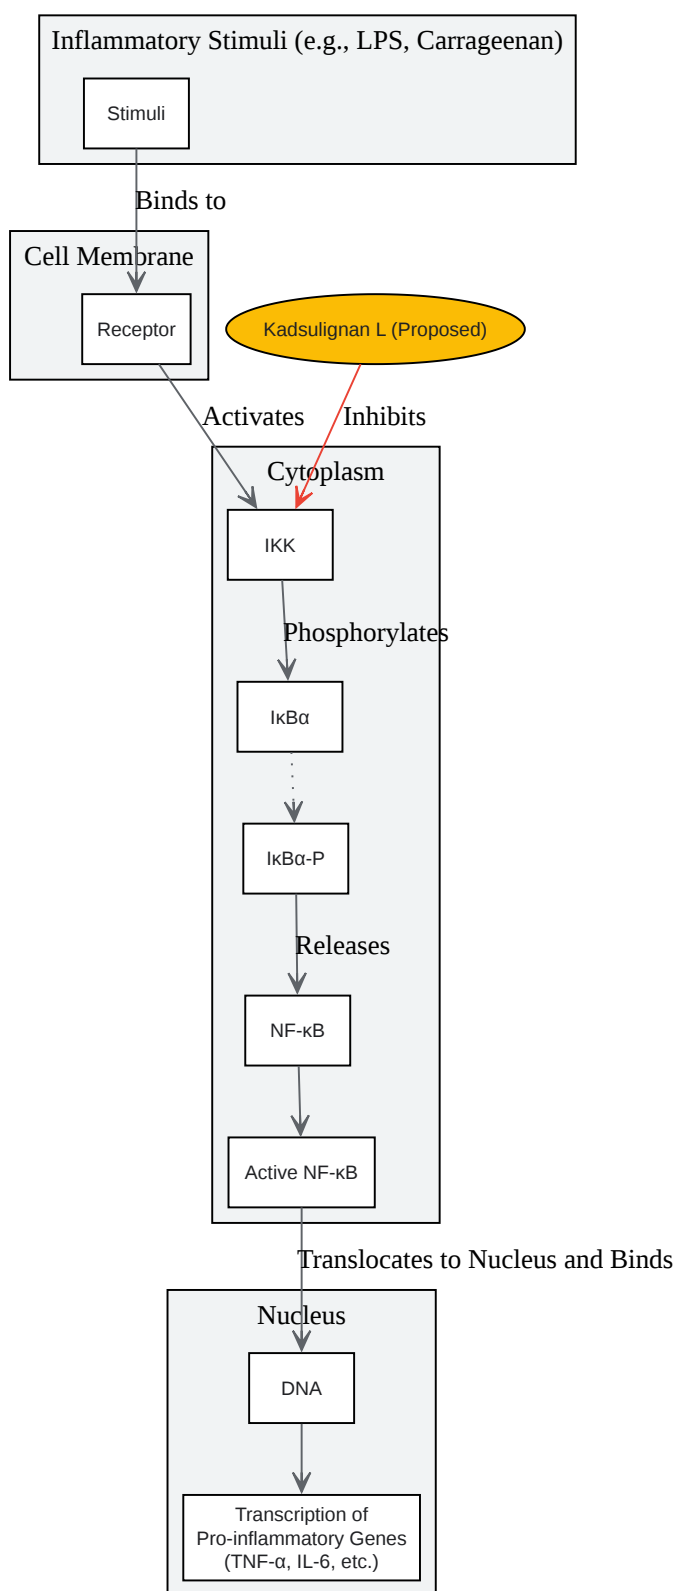 Inflammatory Stimuli (e.g., LPS, Carrageenan)
Stimuli
Binds to
Cell Membrane
Receptor
Kadsulignan L (Proposed)
Activates
Inhibits
Cytoplasm
IKK
Phosphorylates
IκBα
IκBα-P
Releases
NF-κB
Active NF-κB
Translocates to Nucleus and Binds
Nucleus
DNA
Transcription of
Pro-inflammatory Genes
(TNF-α, IL-6, etc.)